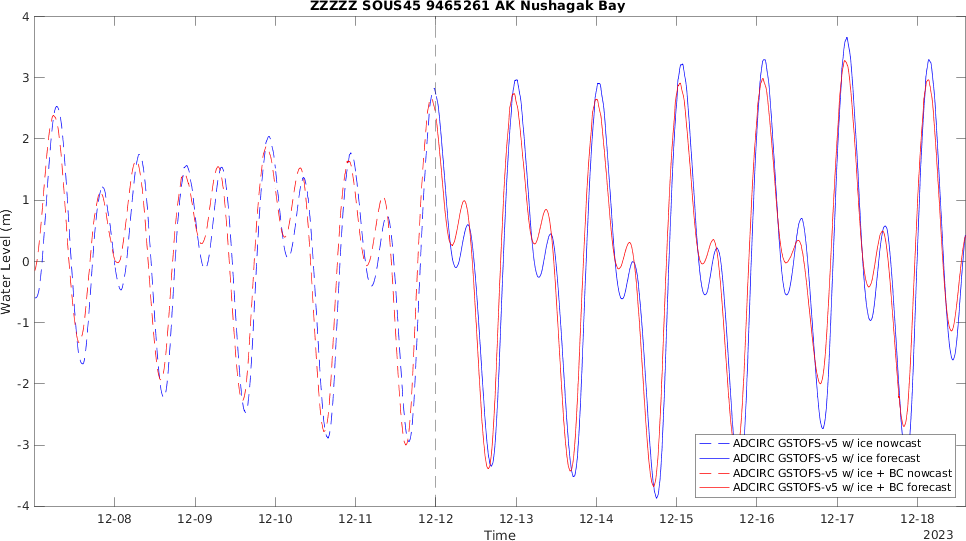 ZZZZZ SOUS45 9465261 AK Nushagak Bay
4
3
2
1
0
-1
-2
-3
-4
Water Level (m)
ADCIRC GSTOFS-v5 w/ ice nowcast
ADCIRC GSTOFS-v5 w/ ice forecast
ADCIRC GSTOFS-v5 w/ ice + BC nowcast
ADCIRC GSTOFS-v5 w/ ice + BC forecast
12-08 12-09 12-10 12-11 12-12 12-13 12-14 12-15 12-16 12-17 12-18
Time
2023